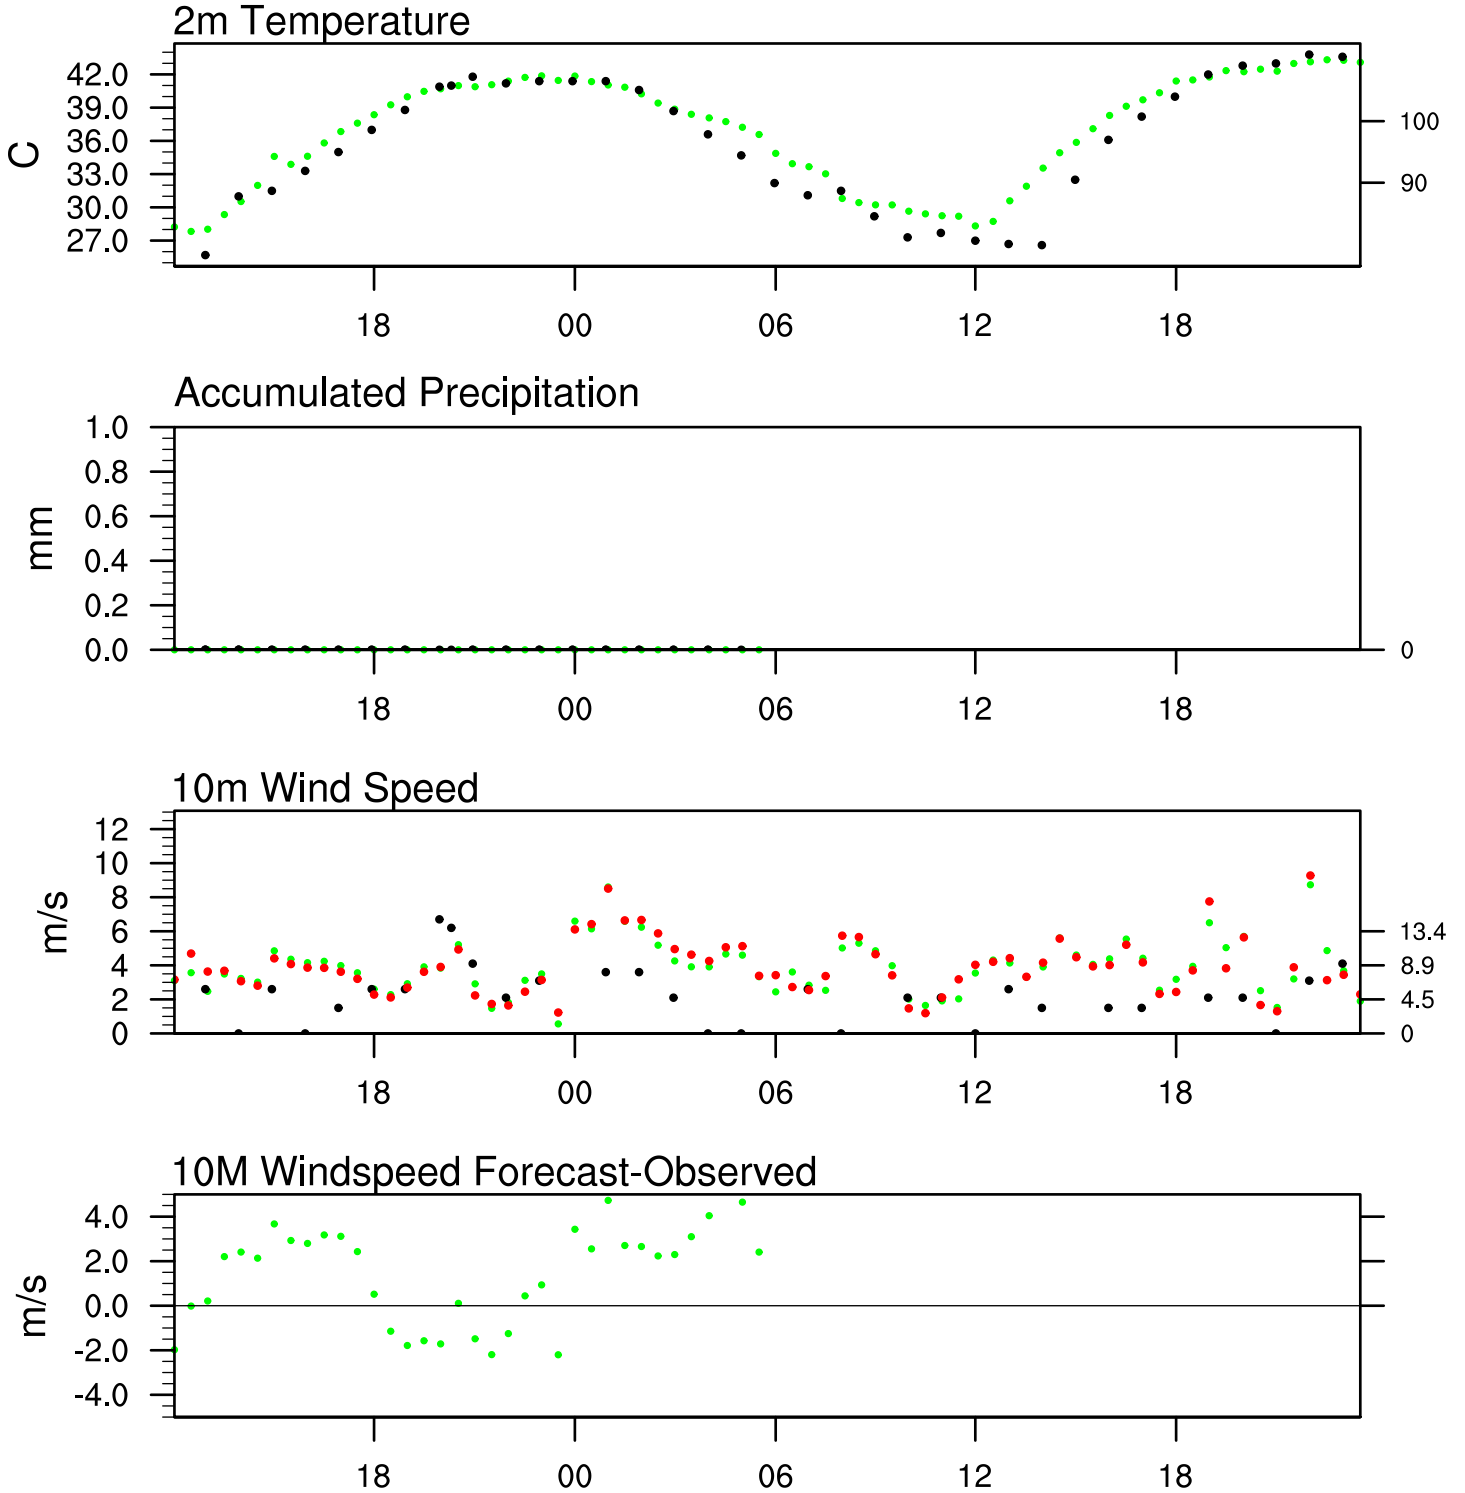 2m Temperature
C
42.0
39.0
36.0
33.0
30.0
27.0
100
90
18 00 06 12 18
Accumulated Precipitation
mm
1.0
0.8
0.6
0.4
0.2
0.0
0
18 00 06 12 18
10m Wind Speed
m/s
12
10
8
6
4
2
0
13.4
8.9
4.5
0
18 00 06 12 18
10M Windspeed Forecast-Observed
m/s
4.0
2.0
0.0
-2.0
-4.0
18 00 06 12 18